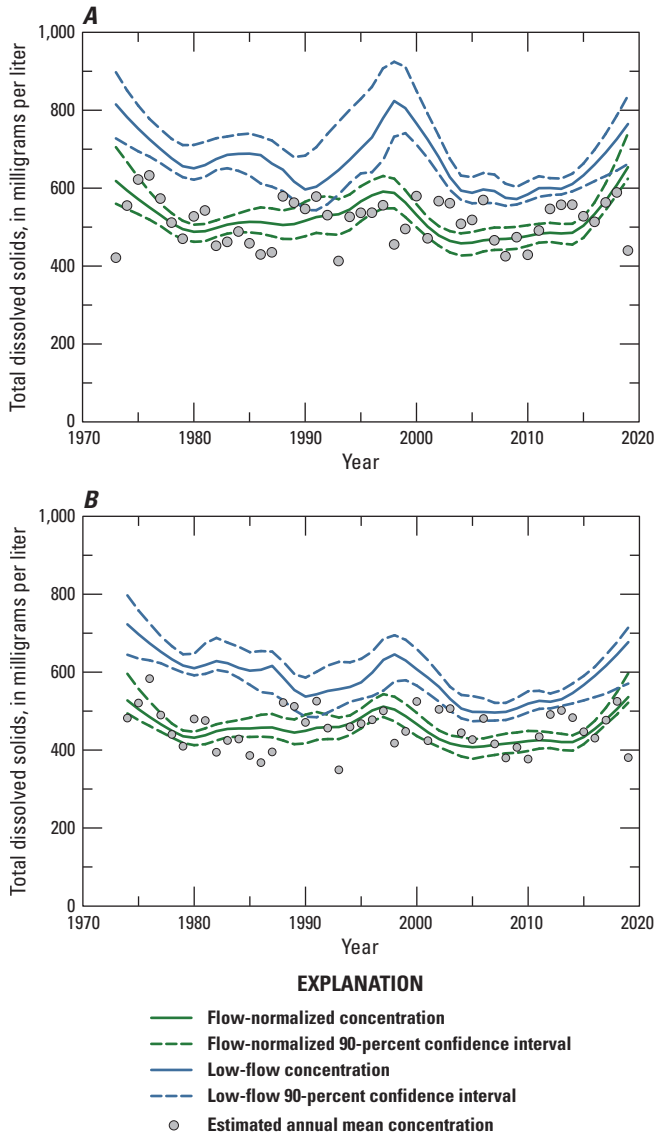 A
1,000
800
600
400
200
0
Total dissolved solids, in milligrams per liter
1970 1980 1990 2000 2010 2020
Year
B
1,000
800
600
400
200
0
Total dissolved solids, in milligrams per liter
1970 1980 1990 2000 2010 2020
Year
EXPLANATION
Flow-normalized concentration
Flow-normalized 90-percent confidence interval
Low-flow concentration
Low-flow 90-percent confidence interval
Estimated annual mean concentration